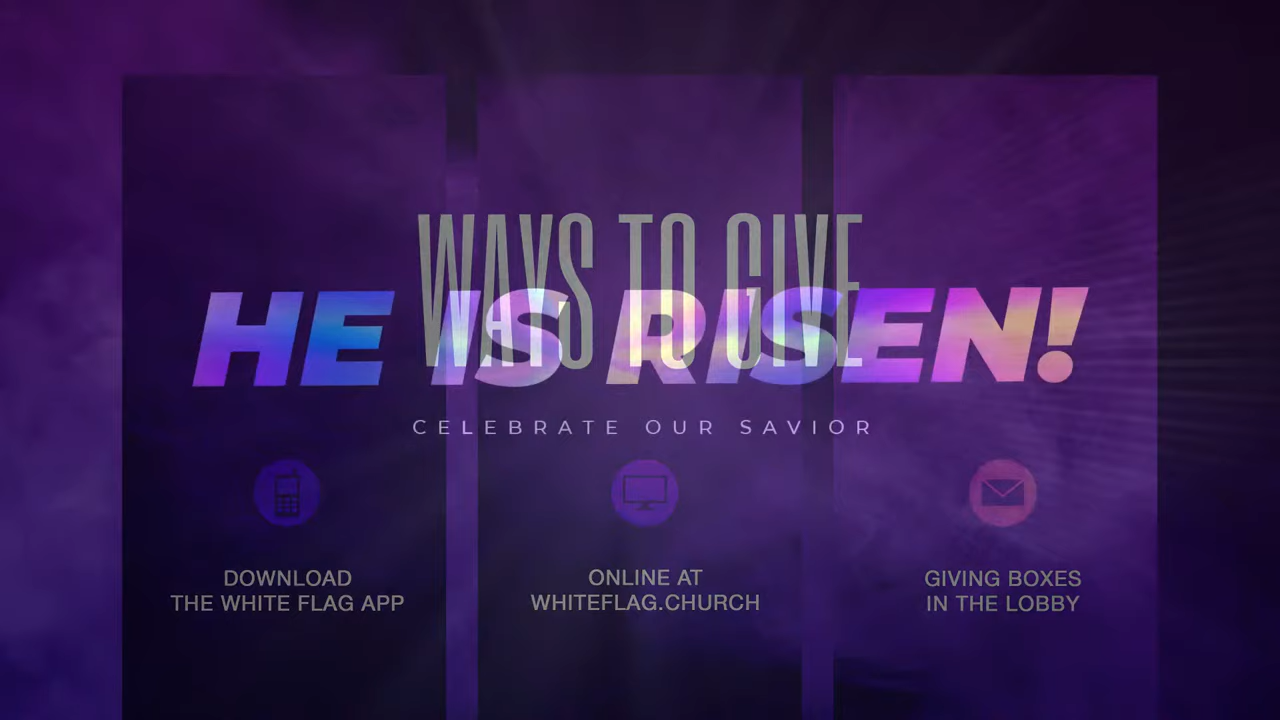 WAYS TO GIVE
HE IS RISEN!
CELEBRATE OUR SAVIOR
DOWNLOAD
THE WHITE FLAG APP
ONLINE AT
WHITEFLAG.CHURCH
GIVING BOXES
IN THE LOBBY